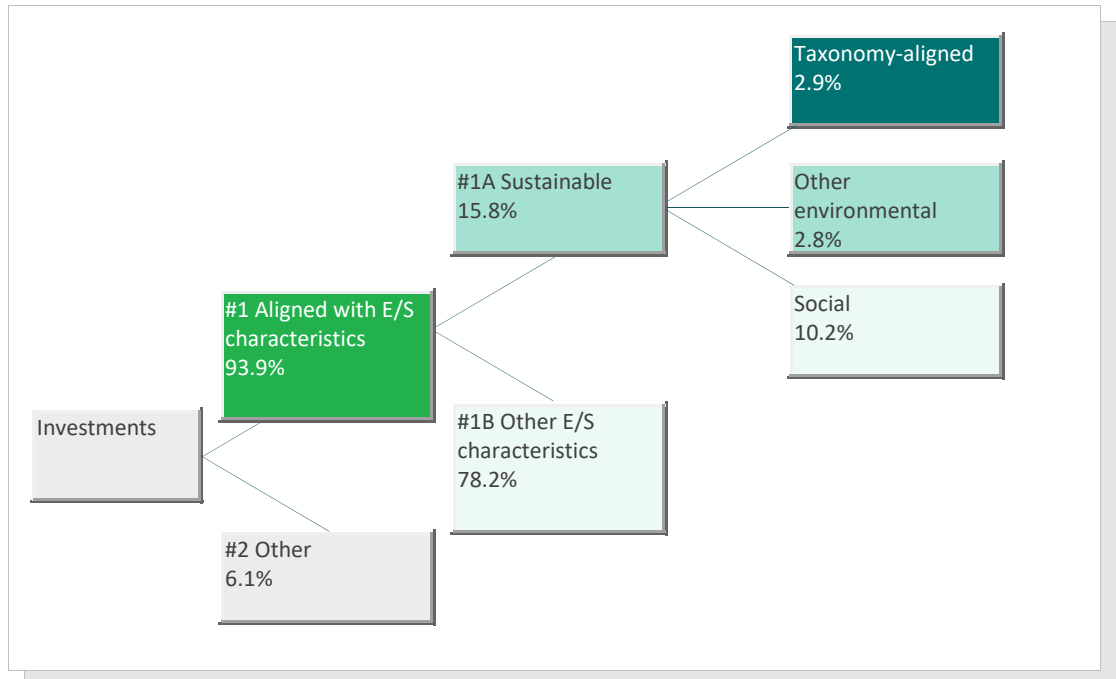 Investments
#1 Aligned with E/S
characteristics
93.9%
#2 Other
6.1%
#1A Sustainable
15.8%
#1B Other E/S
characteristics
78.2%
Taxonomy-aligned
2.9%
Other
environmental
2.8%
Social
10.2%